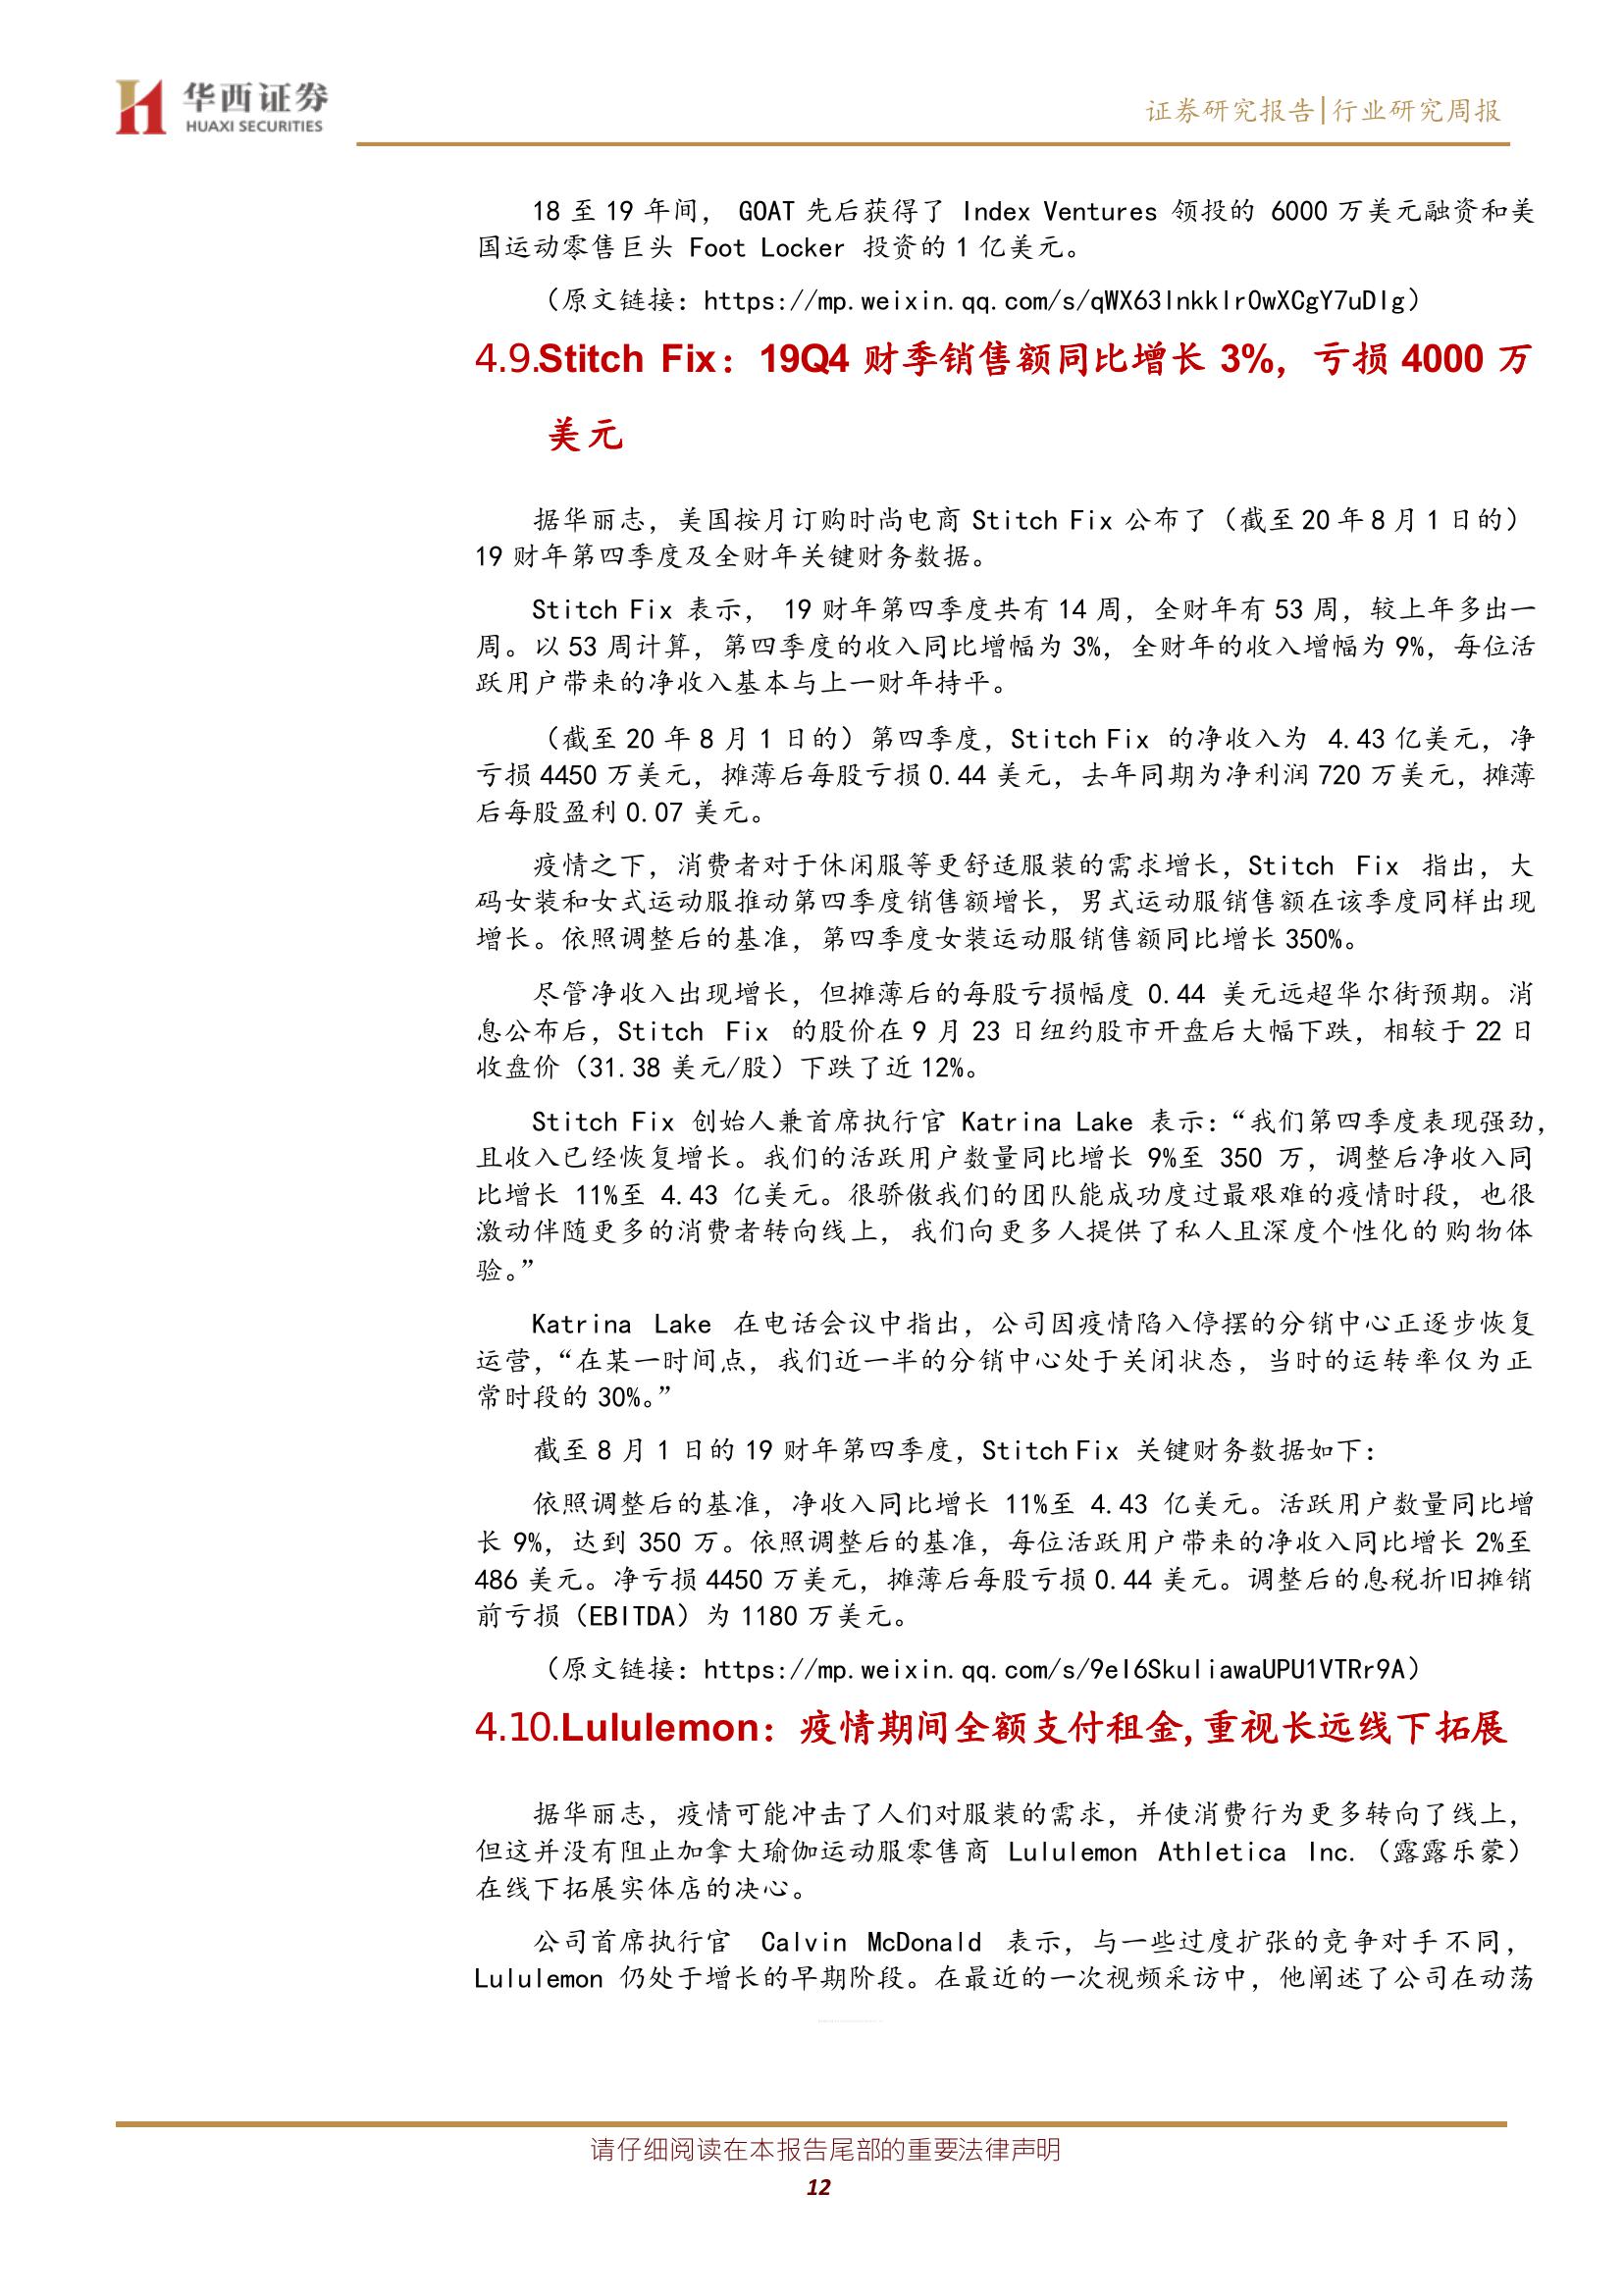 华西证券
HUAXI SECURITIES
证券研究报告|行业研究周报
18 至 19 年间， GOAT 先后获得了 Index Ventures 领投的 6000 万美元融资和美
国运动零售巨头 Foot Locker 投资的 1 亿美元。
（原文链接：https://mp.weixin.qq.com/s/qWX63lnkklr0wXCgY7uDIg）
4.9.Stitch Fix：19Q4 财季销售额同比增长 3%，亏损 4000 万
美元
据华丽志，美国按月订购时尚电商 Stitch Fix 公布了（截至 20 年 8 月 1 日的）
19 财年第四季度及全财年关键财务数据。
Stitch Fix 表示， 19 财年第四季度共有 14 周，全财年有 53 周，较上年多出一
周。以 53 周计算，第四季度的收入同比增幅为 3%，全财年的收入增幅为 9%，每位活
跃用户带来的净收入基本与上一财年持平。
（截至 20 年 8 月 1 日的）第四季度，Stitch Fix 的净收入为 4.43 亿美元，净
亏损 4450 万美元，摊薄后每股亏损 0.44 美元，去年同期为净利润 720 万美元，摊薄
后每股盈利 0.07 美元。
疫情之下，消费者对于休闲服等更舒适服装的需求增长，Stitch Fix 指出，大
码女装和女式运动服推动第四季度销售额增长，男式运动服销售额在该季度同样出现
增长。依照调整后的基准，第四季度女装运动服销售额同比增长 350%。
尽管净收入出现增长，但摊薄后的每股亏损幅度 0.44 美元远超华尔街预期。消
息公布后，Stitch Fix 的股价在 9 月 23 日纽约股市开盘后大幅下跌，相较于 22 日
收盘价（31.38 美元/股）下跌了近 12%。
Stitch Fix 创始人兼首席执行官 Katrina Lake 表示：“我们第四季度表现强劲，
且收入已经恢复增长。我们的活跃用户数量同比增长 9%至 350 万，调整后净收入同
比增长 11%至 4.43 亿美元。很骄傲我们的团队能成功度过最艰难的疫情时段，也很
激动伴随更多的消费者转向线上，我们向更多人提供了私人且深度个性化的购物体
验。”
Katrina Lake 在电话会议中指出，公司因疫情陷入停摆的分销中心正逐步恢复
运营，“在某一时间点，我们近一半的分销中心处于关闭状态，当时的运转率仅为正
常时段的 30%。”
截至 8 月 1 日的 19 财年第四季度，Stitch Fix 关键财务数据如下：
依照调整后的基准，净收入同比增长 11%至 4.43 亿美元。活跃用户数量同比增
长 9%，达到 350 万。依照调整后的基准，每位活跃用户带来的净收入同比增长 2%至
486 美元。净亏损 4450 万美元，摊薄后每股亏损 0.44 美元。调整后的息税折旧摊销
前亏损（EBITDA）为 1180 万美元。
（原文链接：https://mp.weixin.qq.com/s/9eI6SkuliawaUPU1VTRr9A）
4.10.Lululemon：疫情期间全额支付租金,重视长远线下拓展
据华丽志，疫情可能冲击了人们对服装的需求，并使消费行为更多转向了线上，
但这并没有阻止加拿大瑜伽运动服零售商 Lululemon Athletica Inc.（露露乐蒙）
在线下拓展实体店的决心。
公司首席执行官 Calvin McDonald 表示，与一些过度扩张的竞争对手不同，
Lululemon 仍处于增长的早期阶段。在最近的一次视频采访中，他阐述了公司在动荡
请仔细阅读在本报告尾部的重要法律声明
12